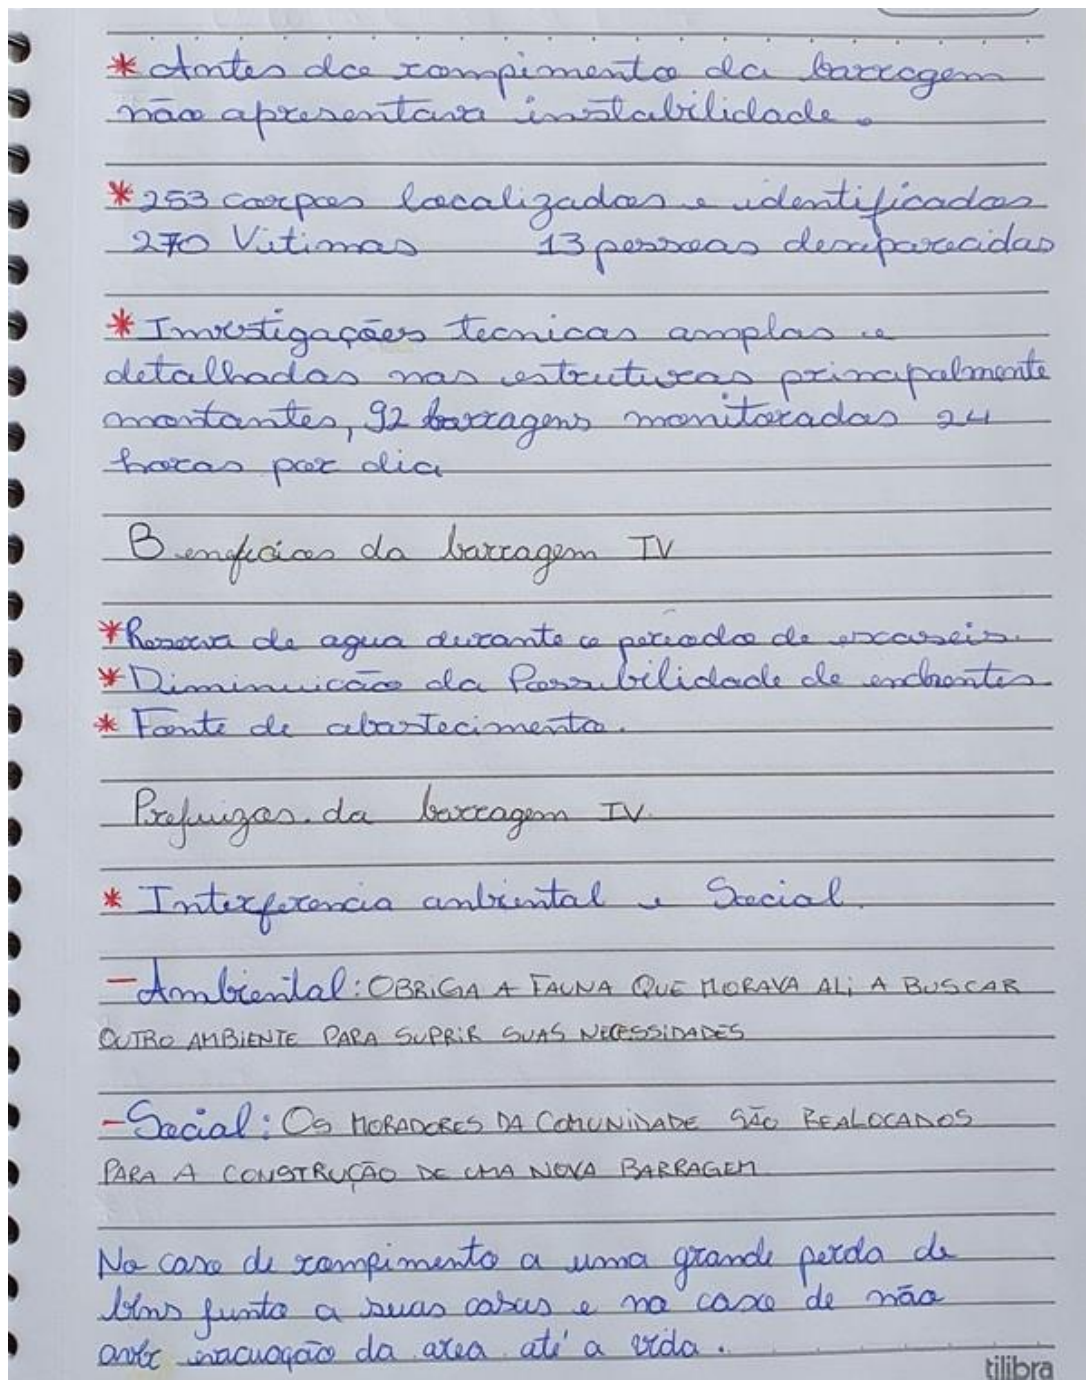 * Antes do rompimento da barragem
não apresentava instabilidade.
* 253 corpos localizados e identificados
270 Vitimas 13 pessoas desaparecidas
* Investigações tecnicas amplas e
detalhadas nas estruturas principalmente
montantes, 92 barragens monitoradas 24
horas por dia
Beneficios da barragem IV
* Reserva de agua durante o periodo de escasseis.
* Diminuicão da Possibilidade de enchentes
* Fonte de abastecimento.
Prejuizos da barragem IV.
* Interferencia anbiental e Social.
- Ambiental: OBRIGA A FAUNA QUE MORAVA ALI A BUSCAR
OUTRO AMBIENTE PARA SUPRIR SUAS NECESSIDADES
- Social: OS MORADORES DA COMUNIDADE SÃO REALOCADOS
PARA A CONSTRUÇÃO DE UMA NOVA BARRAGEM
No caso de rompimento a uma grande perda de
bens junto a suas casas e no caso de não
aver evacuação da area até a vida.
tilibra